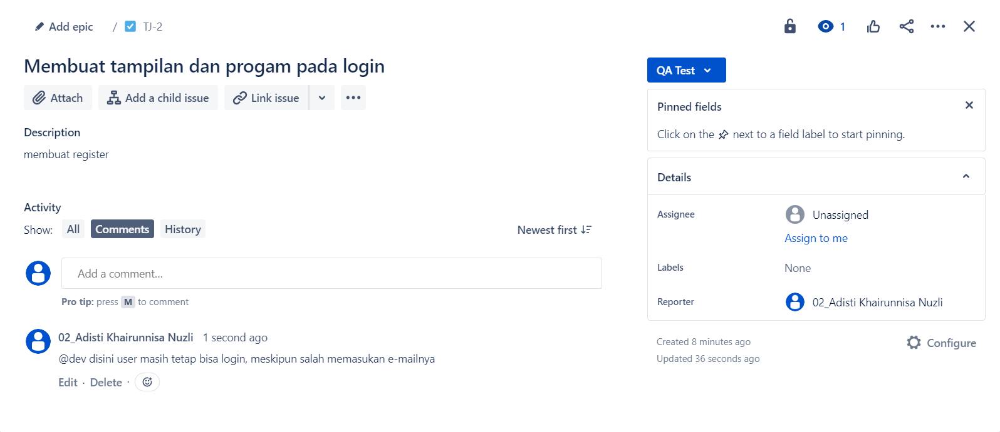 Add epic / TJ-2
1
Membuat tampilan dan progam pada login
Attach
Add a child issue
Link issue
Description
membuat register
Activity
Show: All Comments History
Newest first
Add a comment...
Pro tip: press M to comment
02_Adisti Khairunnisa Nuzli 1 second ago
@dev disini user masih tetap bisa login, meskipun salah memasukan e-mailnya
Edit · Delete ·
QA Test
Pinned fields
Click on the next to a field label to start pinning.
Details
Assignee Unassigned
Assign to me
Labels None
Reporter 02_Adisti Khairunnisa Nuzli
Created 8 minutes ago
Configure
Updated 36 seconds ago